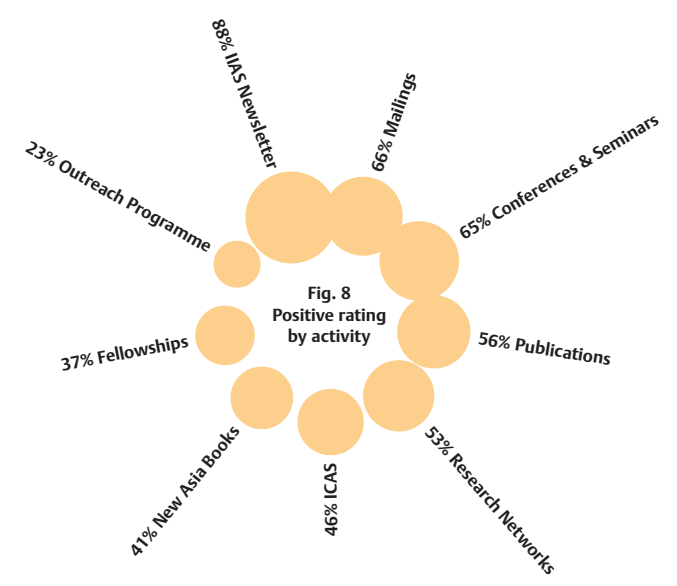 88% IIAS Newsletter
66% Mailings
65% Conferences & Seminars
56% Publications
53% Research Networks
46% ICAS
41% New Asia Books
37% Fellowships
23% Outreach Programme
Fig. 8
Positive rating
by activity